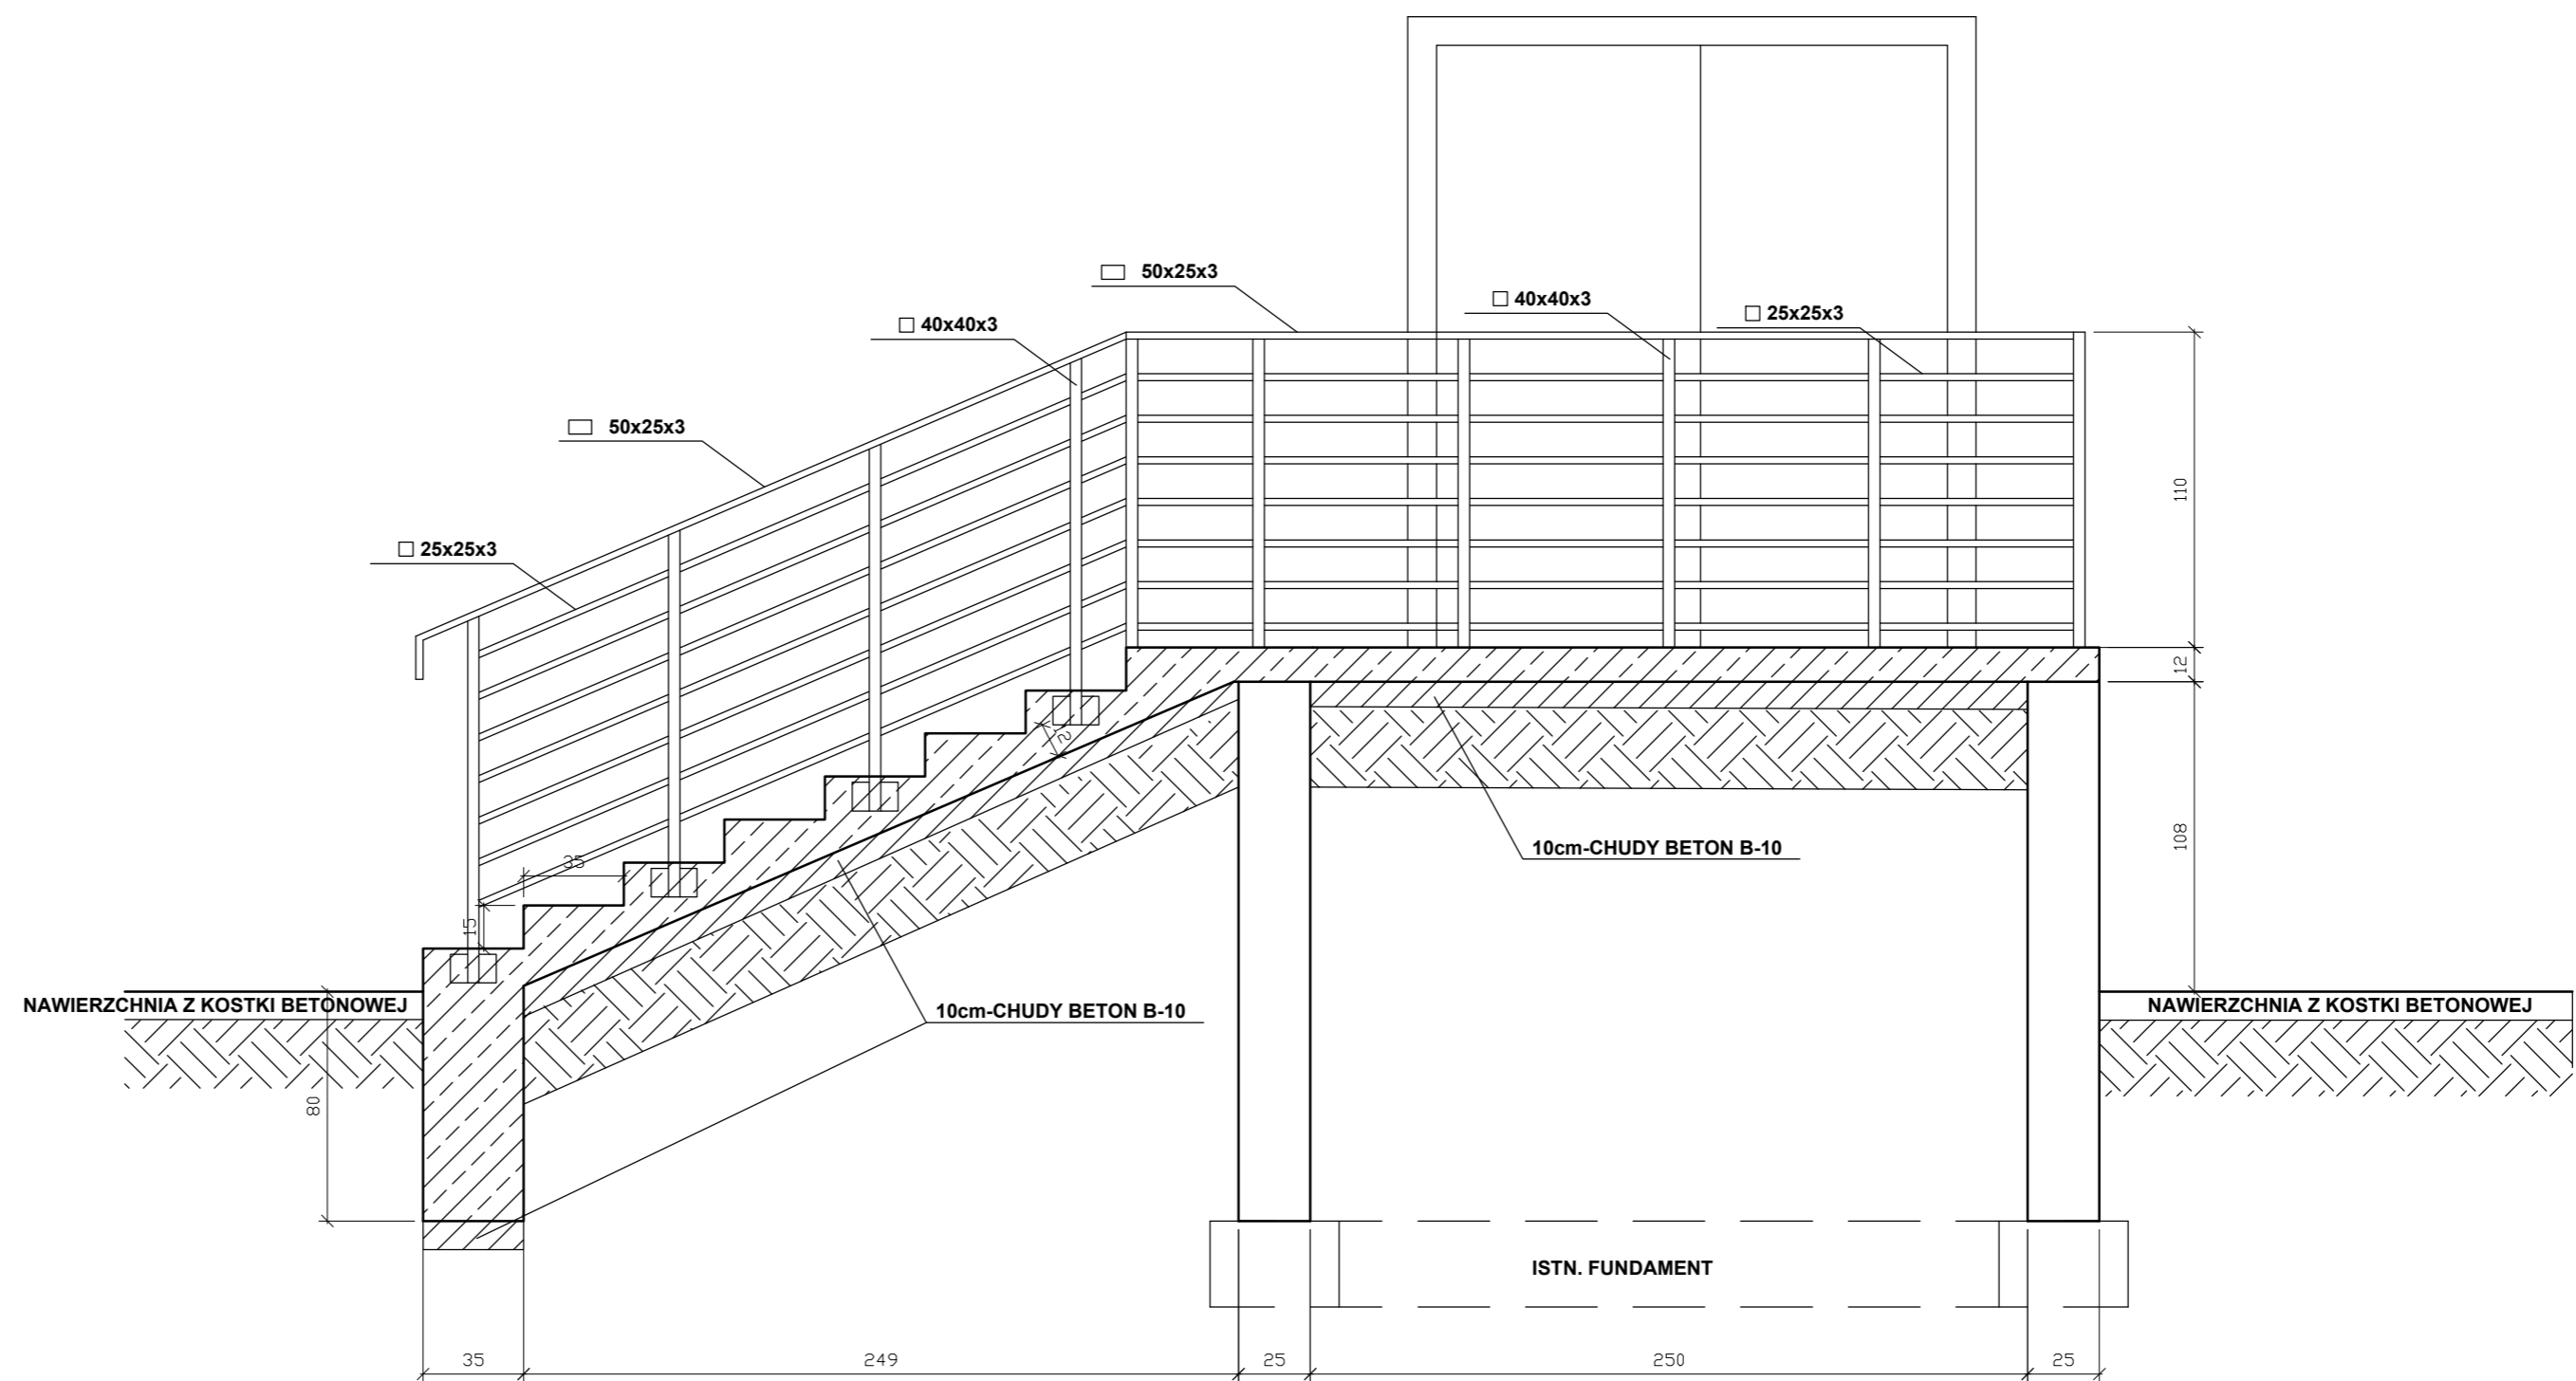 50x25x3
40x40x3
25x25x3
40x40x3
50x25x3
25x25x3
110
12
108
12
35
15
10cm-CHUDY BETON B-10
10cm-CHUDY BETON B-10
NAWIERZCHNIA Z KOSTKI BETONOWEJ
NAWIERZCHNIA Z KOSTKI BETONOWEJ
80
ISTN. FUNDAMENT
35
249
25
250
25